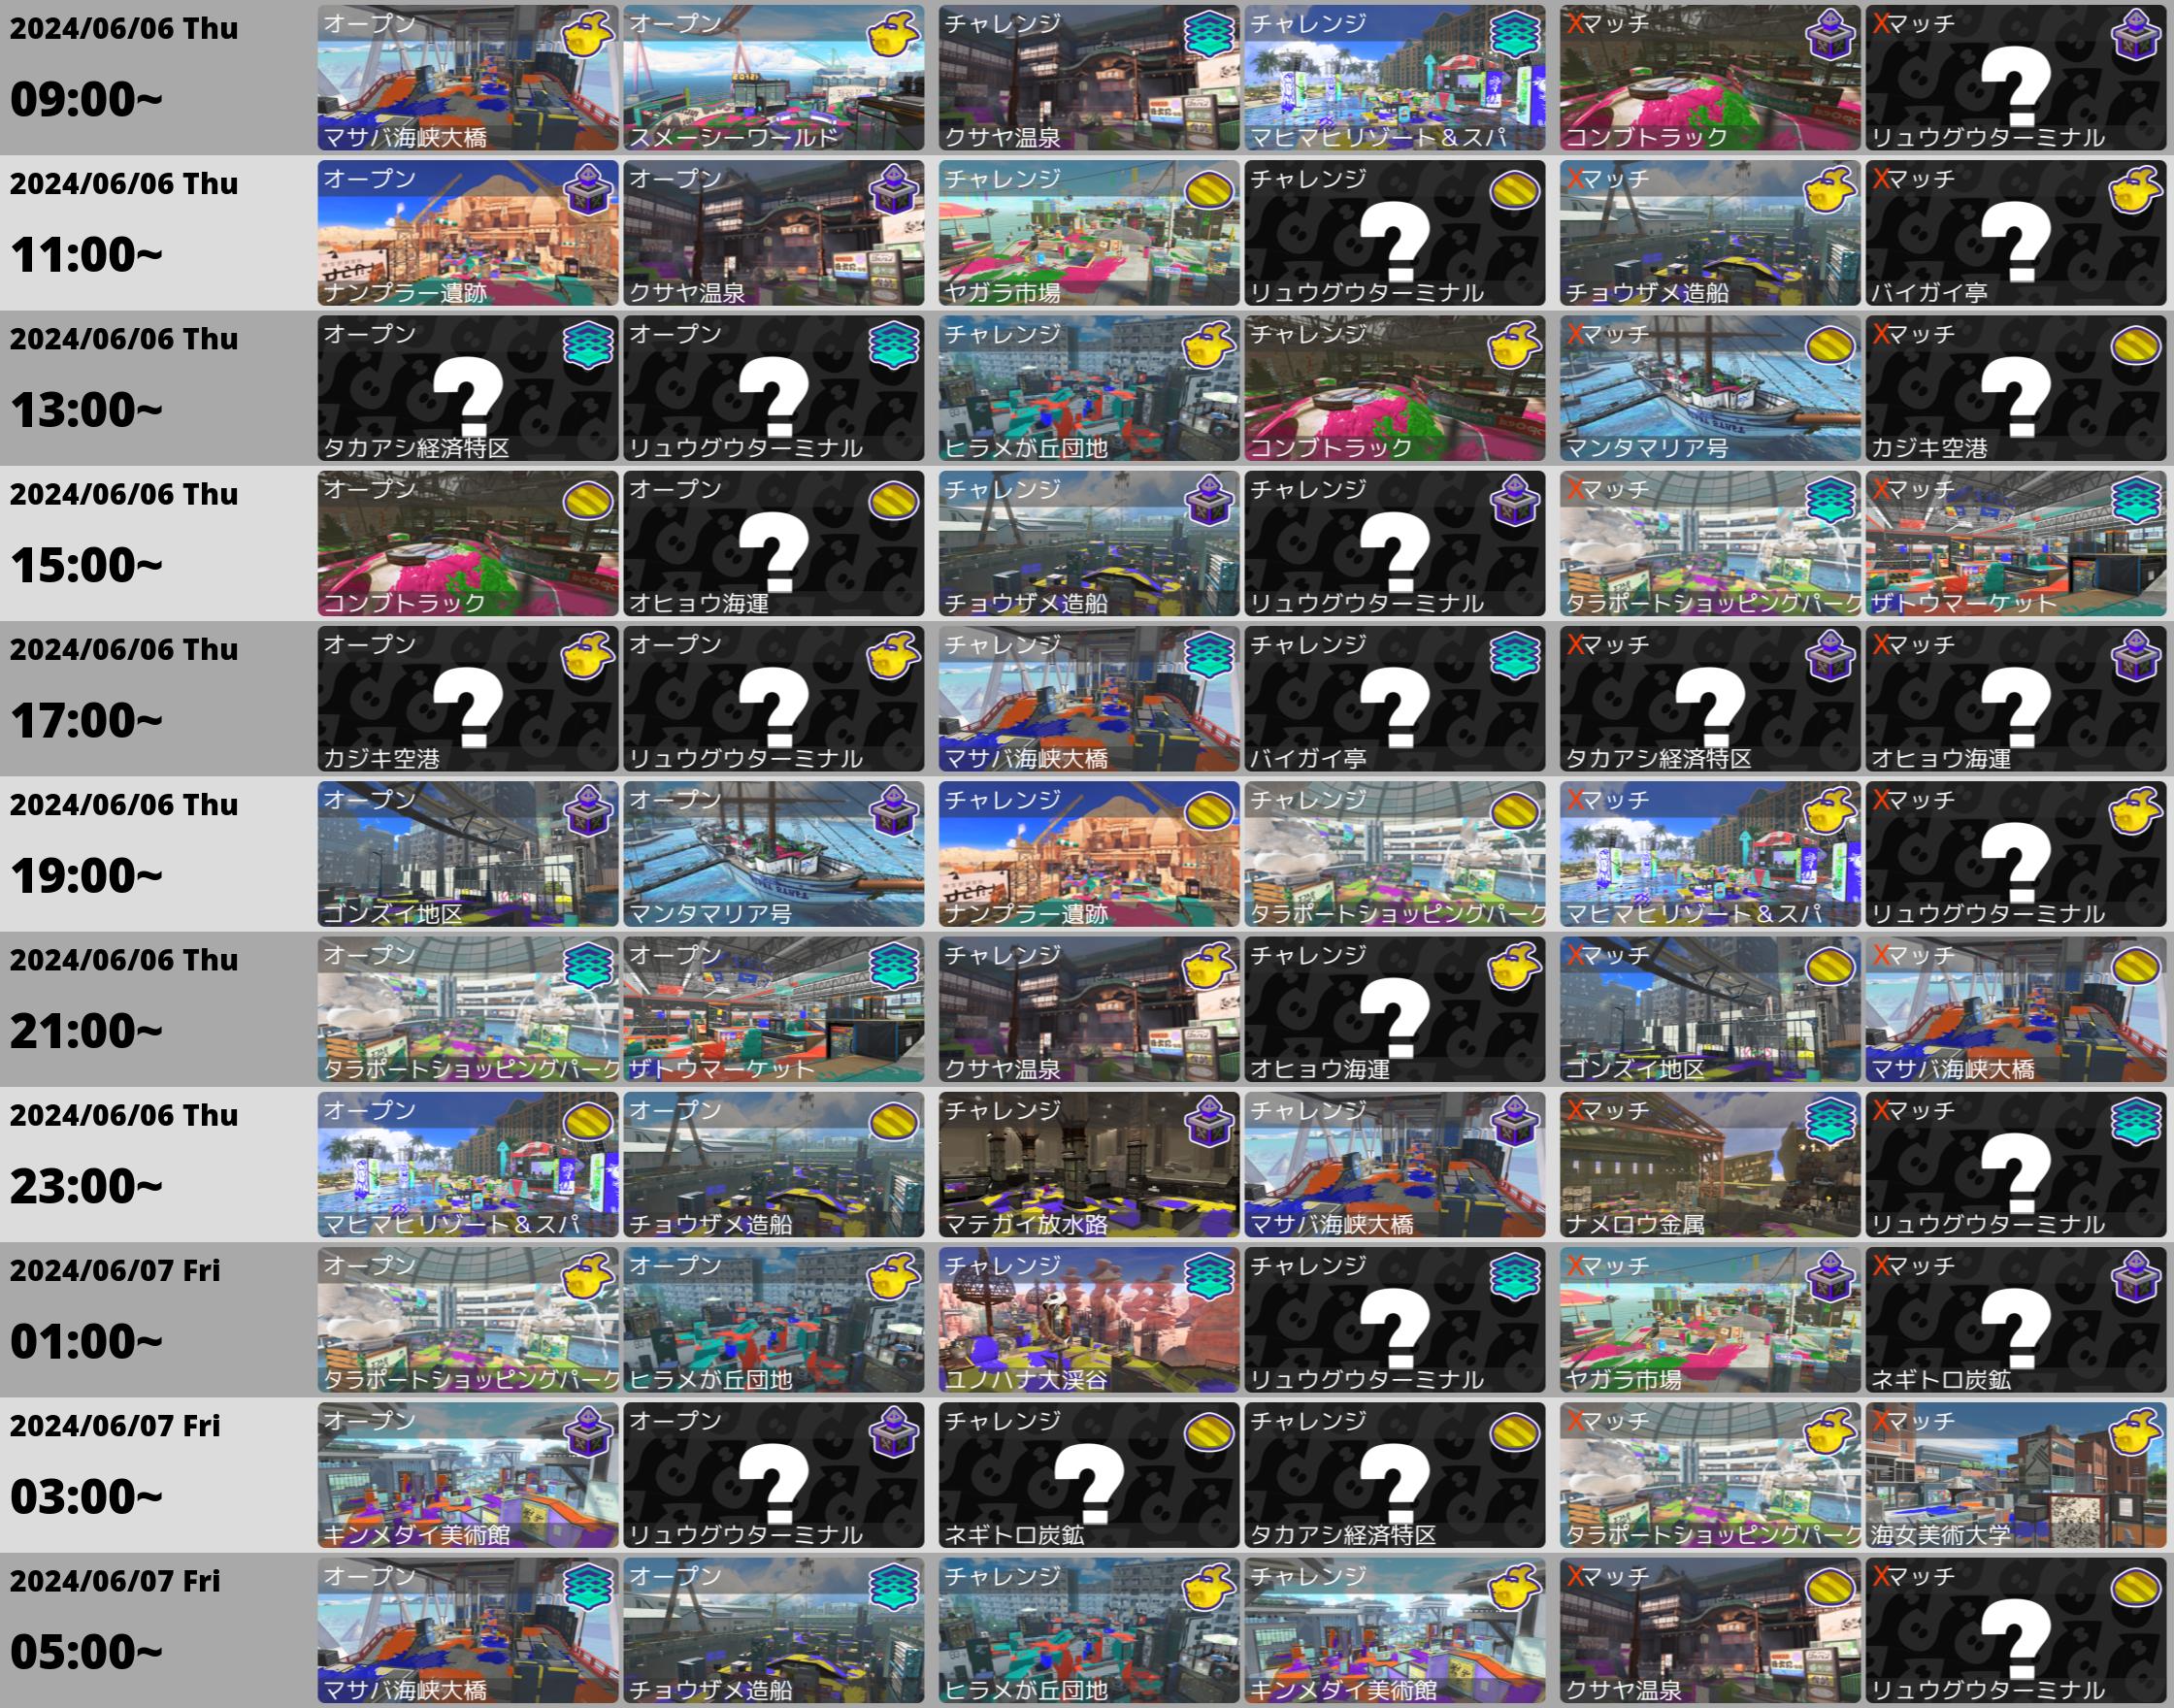 2024/06/06 Thu
09:00~
オープン
マサバ海峡大橋
オープン
スメーシーワールド
チャレンジ
クサヤ温泉
チャレンジ
マヒマヒリゾート＆スパ
Xマッチ
コンブトラック
Xマッチ
リュウグウターミナル
2024/06/06 Thu
11:00~
オープン
ナンプラー遺跡
オープン
クサヤ温泉
チャレンジ
ヤガラ市場
チャレンジ
リュウグウターミナル
Xマッチ
チョウザメ造船
Xマッチ
バイガイ亭
2024/06/06 Thu
13:00~
オープン
タカアシ経済特区
オープン
リュウグウターミナル
チャレンジ
ヒラメが丘団地
チャレンジ
コンブトラック
Xマッチ
マンタマリア号
Xマッチ
カジキ空港
2024/06/06 Thu
15:00~
オープン
コンブトラック
オープン
オヒョウ海運
チャレンジ
チョウザメ造船
チャレンジ
リュウグウターミナル
Xマッチ
タラポートショッピングパーク
Xマッチ
ザトウマーケット
2024/06/06 Thu
17:00~
オープン
カジキ空港
オープン
リュウグウターミナル
チャレンジ
マサバ海峡大橋
チャレンジ
バイガイ亭
Xマッチ
タカアシ経済特区
Xマッチ
オヒョウ海運
2024/06/06 Thu
19:00~
オープン
ゴンズイ地区
オープン
マンタマリア号
チャレンジ
ナンプラー遺跡
チャレンジ
タラポートショッピングパーク
Xマッチ
マヒマヒリゾート＆スパ
Xマッチ
リュウグウターミナル
2024/06/06 Thu
21:00~
オープン
タラポートショッピングパーク
オープン
ザトウマーケット
チャレンジ
クサヤ温泉
チャレンジ
オヒョウ海運
Xマッチ
ゴンズイ地区
Xマッチ
マサバ海峡大橋
2024/06/06 Thu
23:00~
オープン
マヒマヒリゾート＆スパ
オープン
チョウザメ造船
チャレンジ
マテガイ放水路
チャレンジ
マサバ海峡大橋
Xマッチ
ナメロウ金属
Xマッチ
リュウグウターミナル
2024/06/07 Fri
01:00~
オープン
タラポートショッピングパーク
オープン
ヒラメが丘団地
チャレンジ
ユノハナ大渓谷
チャレンジ
リュウグウターミナル
Xマッチ
ヤガラ市場
Xマッチ
ネギトロ炭鉱
2024/06/07 Fri
03:00~
オープン
キンメダイ美術館
オープン
リュウグウターミナル
チャレンジ
ネギトロ炭鉱
チャレンジ
タカアシ経済特区
Xマッチ
タラポートショッピングパーク
Xマッチ
海女美術大学
2024/06/07 Fri
05:00~
オープン
マサバ海峡大橋
オープン
チョウザメ造船
チャレンジ
ヒラメが丘団地
チャレンジ
キンメダイ美術館
Xマッチ
クサヤ温泉
Xマッチ
リュウグウターミナル